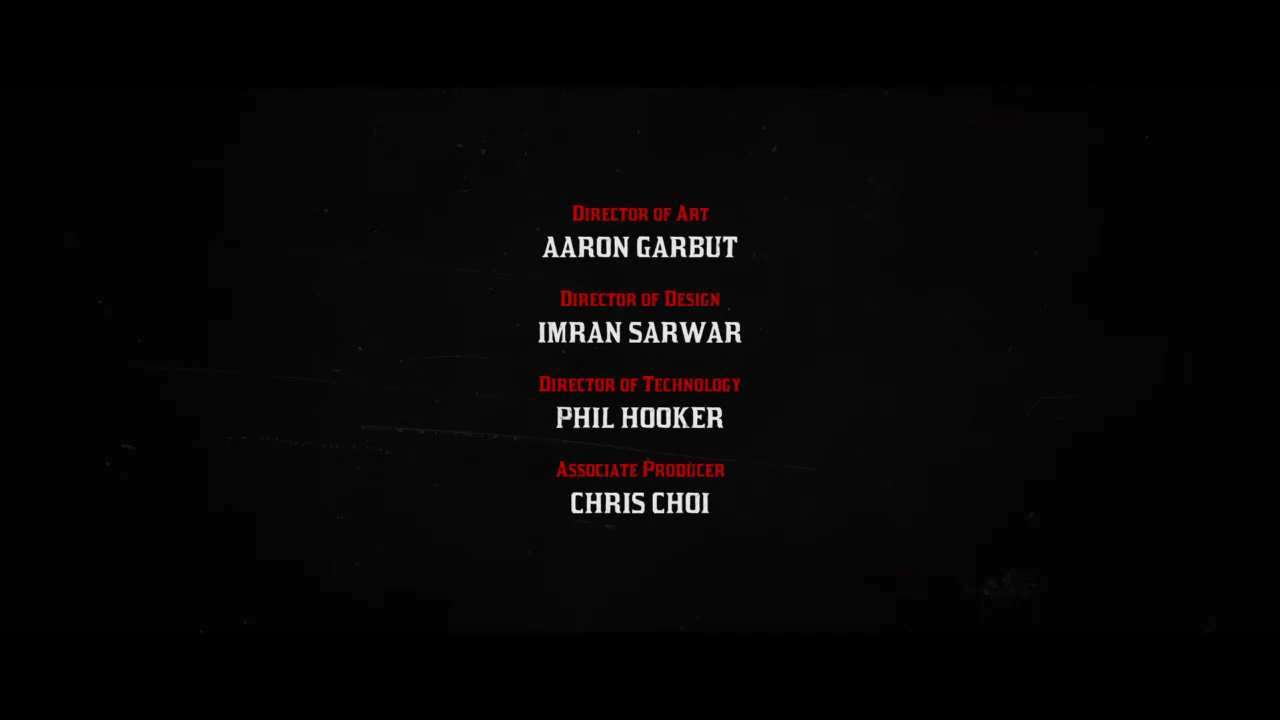 Director of Art
AARON GARBUT
Director of Design
IMRAN SARWAR
Director of Technology
PHIL HOOKER
Associate Producer
CHRIS CHOI